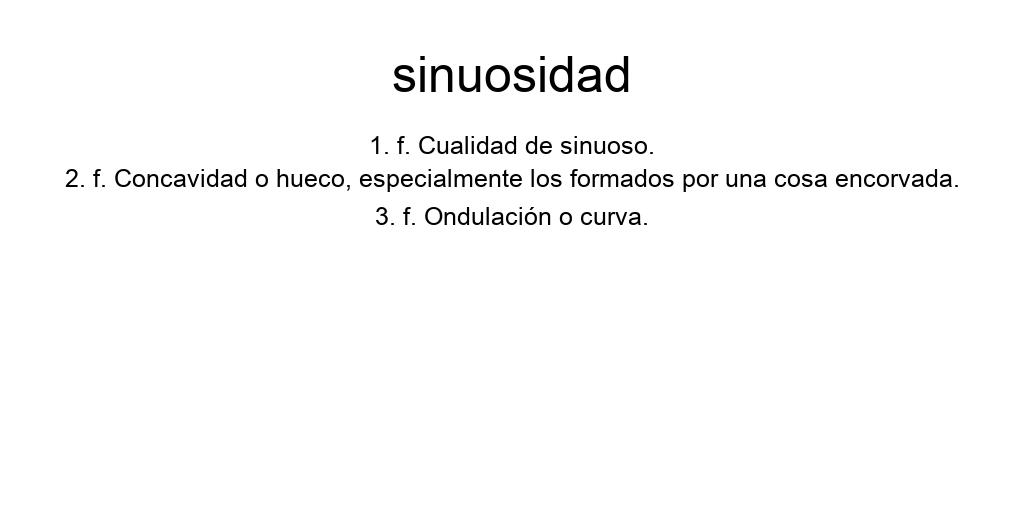 sinuosidad
1. f. Cualidad de sinuoso.
2. f. Concavidad o hueco, especialmente los formados por una cosa encorvada.
3. f. Ondulación o curva.